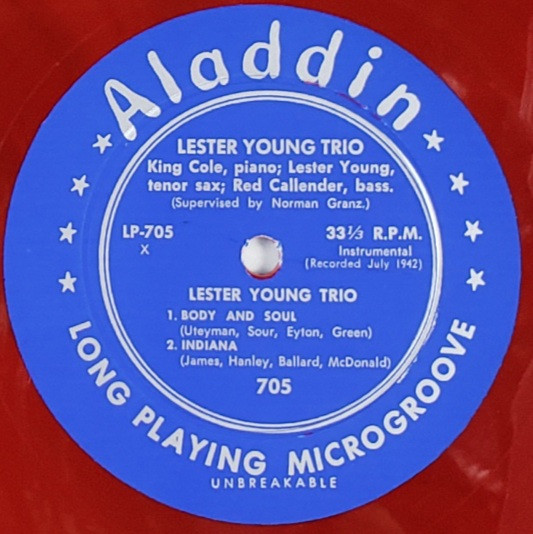 Aladdin
LESTER YOUNG TRIO
King Cole, piano; Lester Young,
tenor sax; Red Callender, bass.
(Supervised by Norman Granz.)
LP-705
X
33⅓ R.P.M.
Instrumental
(Recorded July 1942)
LESTER YOUNG TRIO
1. BODY AND SOUL
(Uteyman, Sour, Eyton, Green)
2. INDIANA
(James, Hanley, Ballard, McDonald)
705
LONG PLAYING MICROGROOVE
UNBREAKABLE